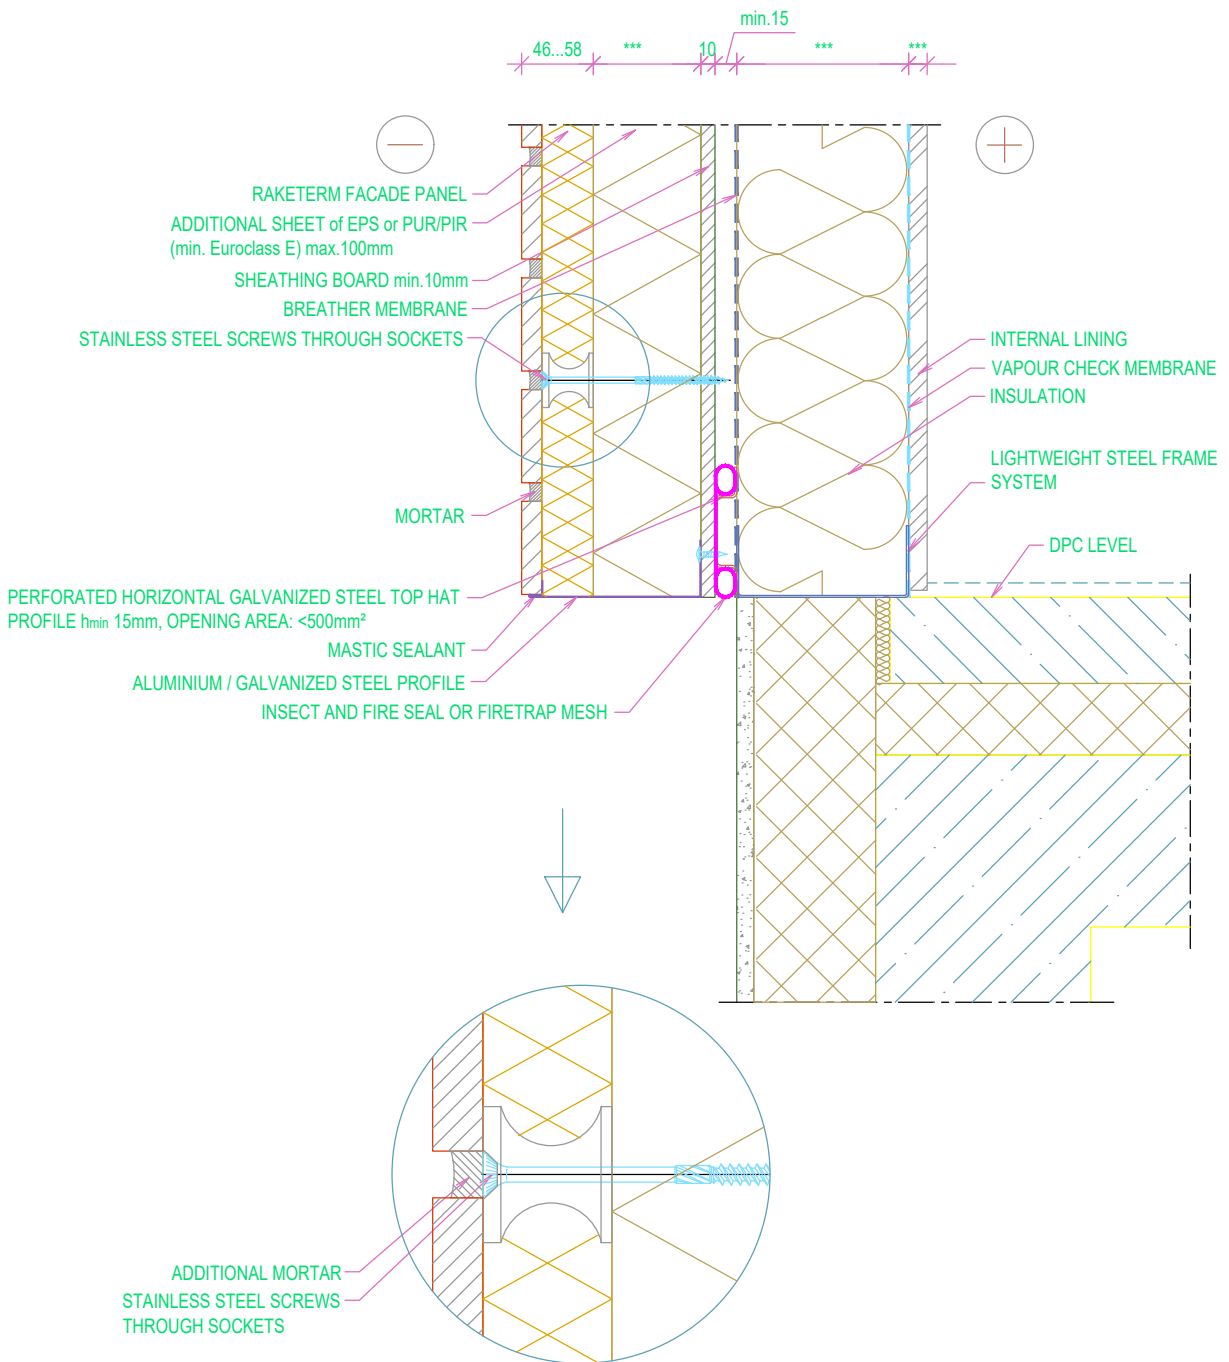 min.15
46...58 *** 10 *** ***
RAKETERM FACADE PANEL
ADDITIONAL SHEET of EPS or PUR/PIR
(min. Euroclass E) max.100mm
SHEATHING BOARD min.10mm
BREATHER MEMBRANE
STAINLESS STEEL SCREWS THROUGH SOCKETS
INTERNAL LINING
VAPOUR CHECK MEMBRANE
INSULATION
LIGHTWEIGHT STEEL FRAME
SYSTEM
MORTAR
DPC LEVEL
PERFORATED HORIZONTAL GALVANIZED STEEL TOP HAT
PROFILE hmin 15mm, OPENING AREA: <500mm²
MASTIC SEALANT
ALUMINIUM / GALVANIZED STEEL PROFILE
INSECT AND FIRE SEAL OR FIRETRAP MESH
ADDITIONAL MORTAR
STAINLESS STEEL SCREWS
THROUGH SOCKETS